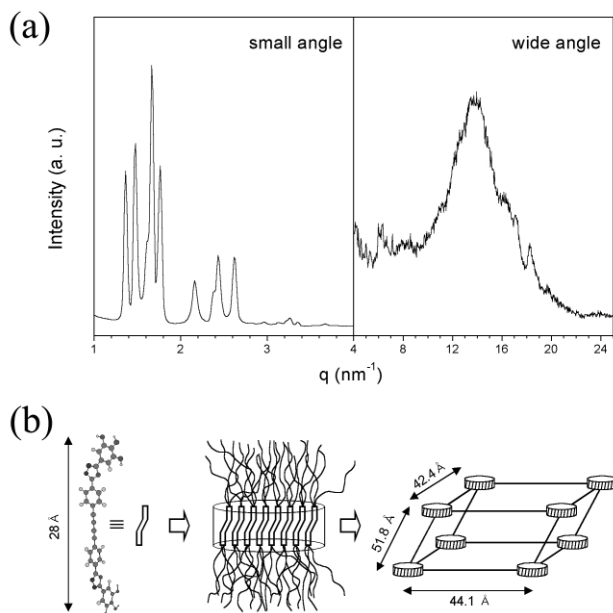 (a)
small angle
wide angle
Intensity (a. u.)
1 2 3 4 8 12 16 20 24
q (nm⁻¹)
(b)
28 Å
≡
42.4 Å
51.8 Å
44.1 Å